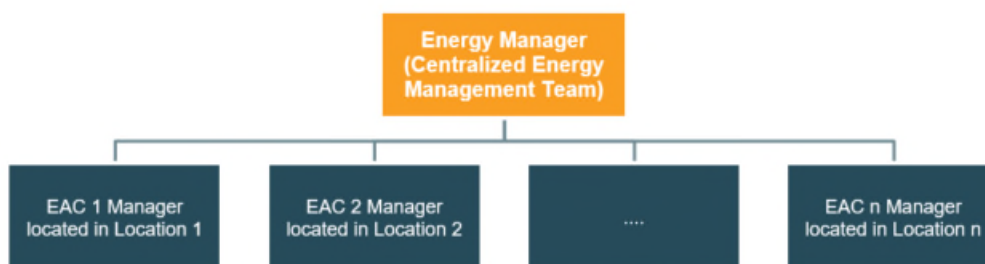 Energy Manager
(Centralized Energy
Management Team)
EAC 1 Manager
located in Location 1
EAC 2 Manager
located in Location 2
....
EAC n Manager
located in Location n